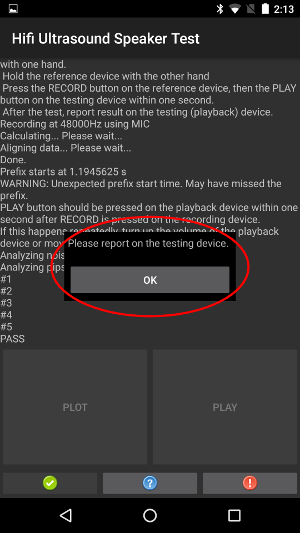 2:13
Hifi Ultrasound Speaker Test
with one hand.
Hold the reference device with the other hand
Press the RECORD button on the reference device, then the PLAY
button on the testing device within one second.
After the test, report result on the testing (playback) device.
Recording at 48000Hz using MIC
Calculating... Please wait...
Aligning data... Please wait...
Done.
Prefix starts at 1.1945625 s
WARNING: Unexpected prefix start time. May have missed the
prefix.
PLAY button should be pressed on the playback device within one
second after RECORD is pressed on the recording device.
If this happens repeatedly, turn up the volume of the playback
device or mov
Please report on the testing device.
Analyzing nois
Analyzing pips
OK
#1
#2
#3
#4
#5
PASS
PLOT
PLAY